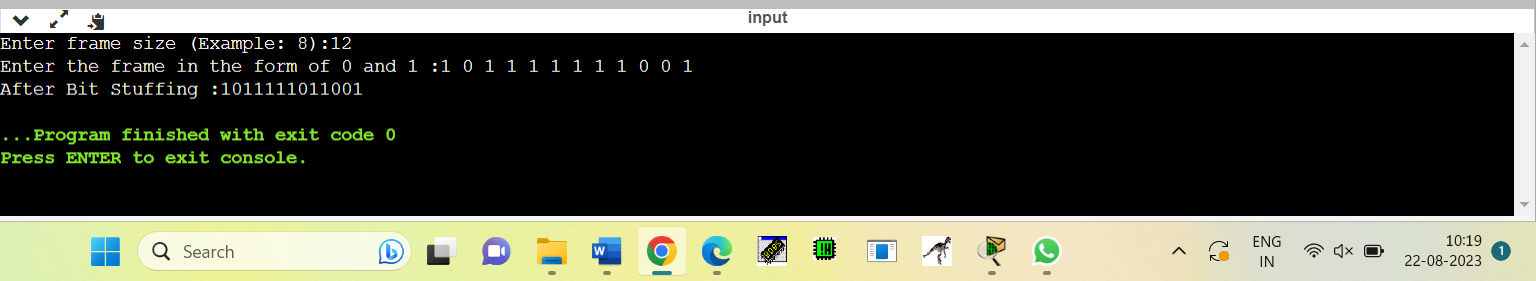 input
Enter frame size (Example: 8):12
Enter the frame in the form of 0 and 1 :1 0 1 1 1 1 1 1 1 0 0 1
After Bit Stuffing :1011111011001
...Program finished with exit code 0
Press ENTER to exit console.
Search
ENG
IN
10:19
22-08-2023
1